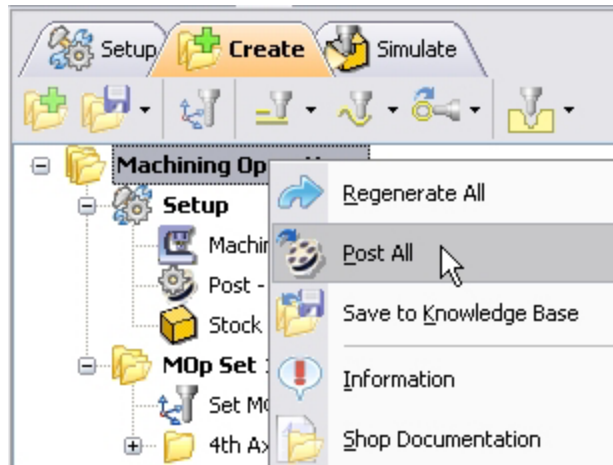 Setup Create Simulate
Machining Op
Regenerate All
Setup
Machin
Post All
Post -
Save to Knowledge Base
Stock
MOp Set
Information
Set MO
4th Ax
Shop Documentation